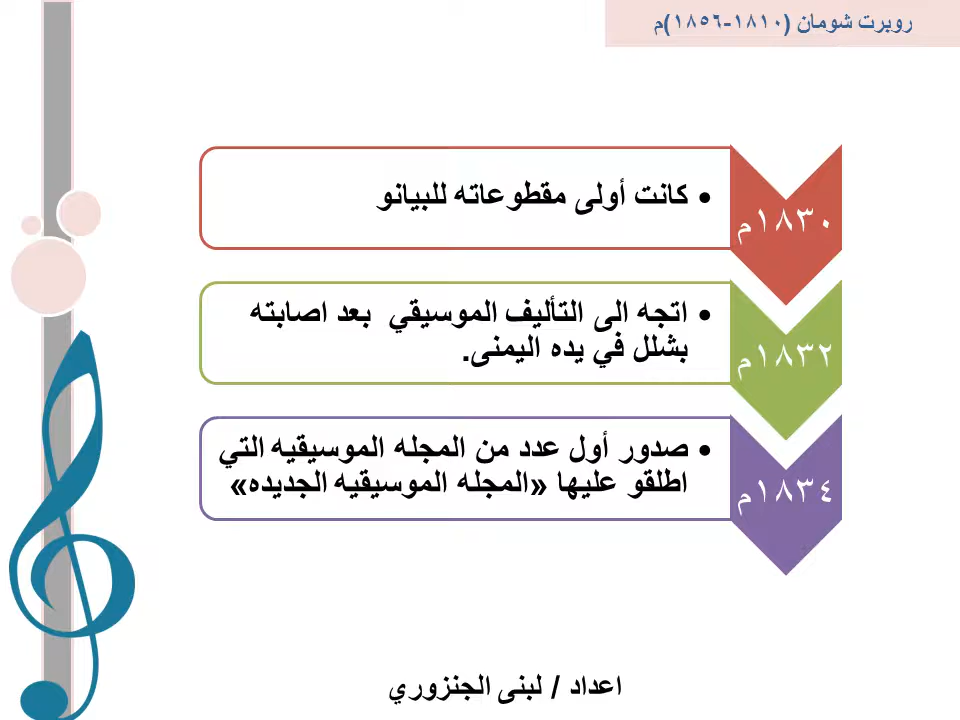 روبرت شومان (١٨١٠-١٨٥٦)م
١٨٣٠م
• كانت أولى مقطوعاته للبيانو
١٨٣٢م
• اتجه الى التأليف الموسيقي بعد اصابته
بشلل في يده اليمنى.
١٨٣٤م
• صدور أول عدد من المجله الموسيقيه التي
اطلقو عليها «المجله الموسيقيه الجديده»
اعداد / لبنى الجنزوري